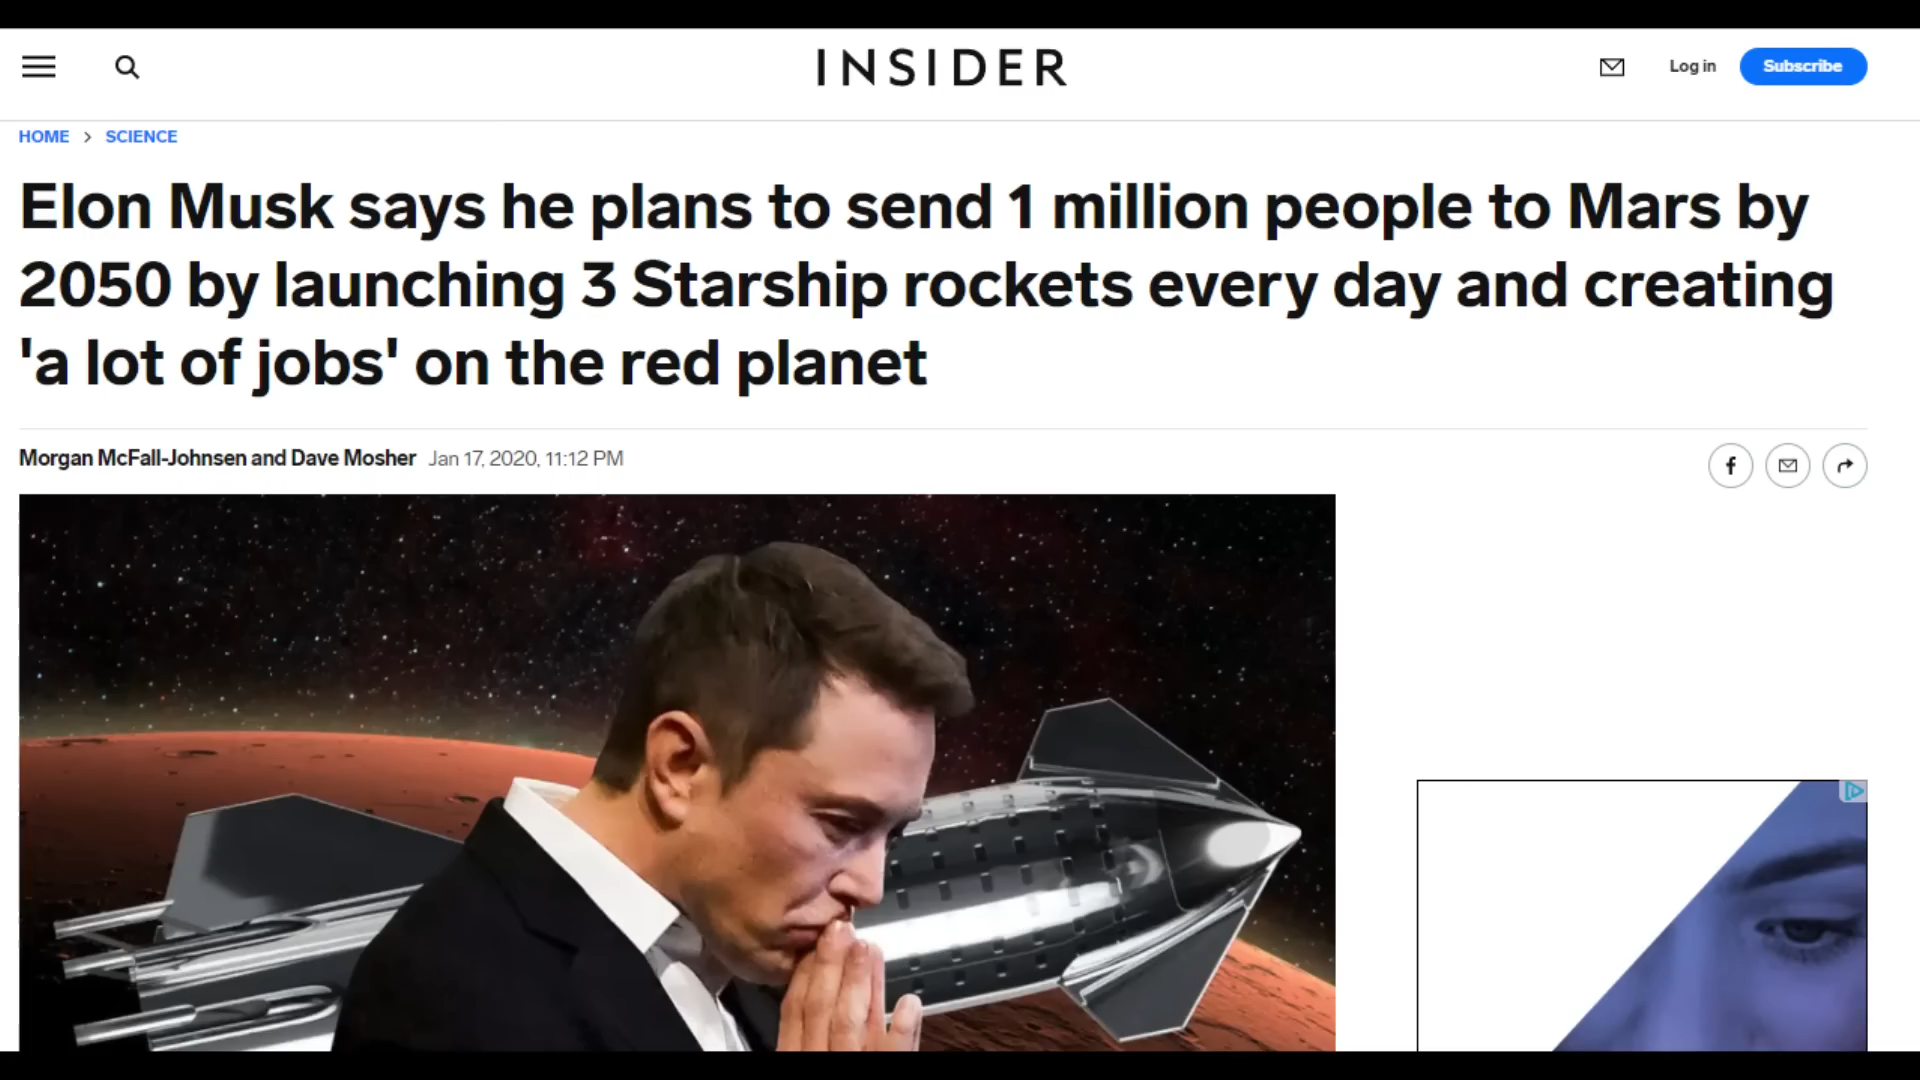 INSIDER
Log in
Subscribe
HOME > SCIENCE
Elon Musk says he plans to send 1 million people to Mars by
2050 by launching 3 Starship rockets every day and creating
'a lot of jobs' on the red planet
Morgan McFall-Johnsen and Dave Mosher Jan 17, 2020, 11:12 PM